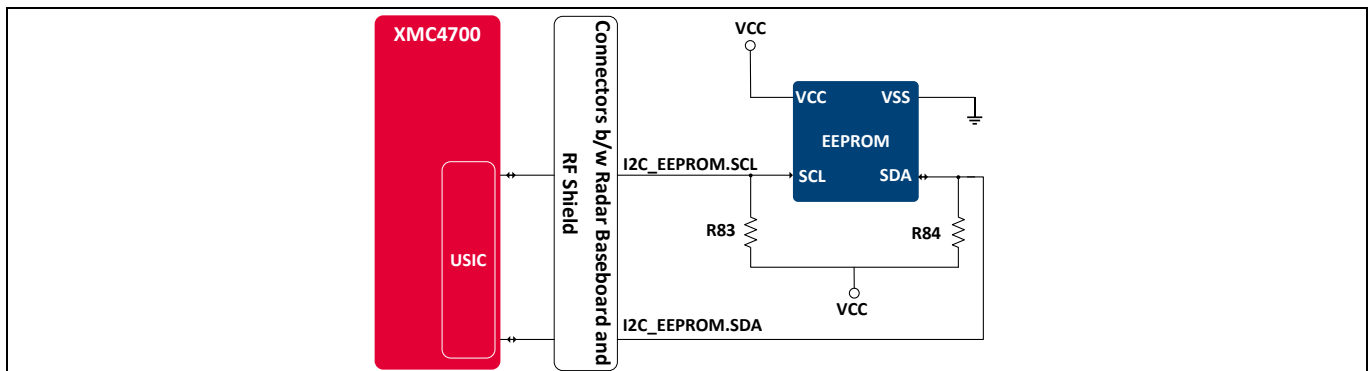 XMC4700
USIC
Connectors b/w Radar Baseboard and
RF Shield
VCC
VCC VSS
EEPROM
SCL SDA
I2C_EEPROM.SCL
R83
R84
VCC
I2C_EEPROM.SDA